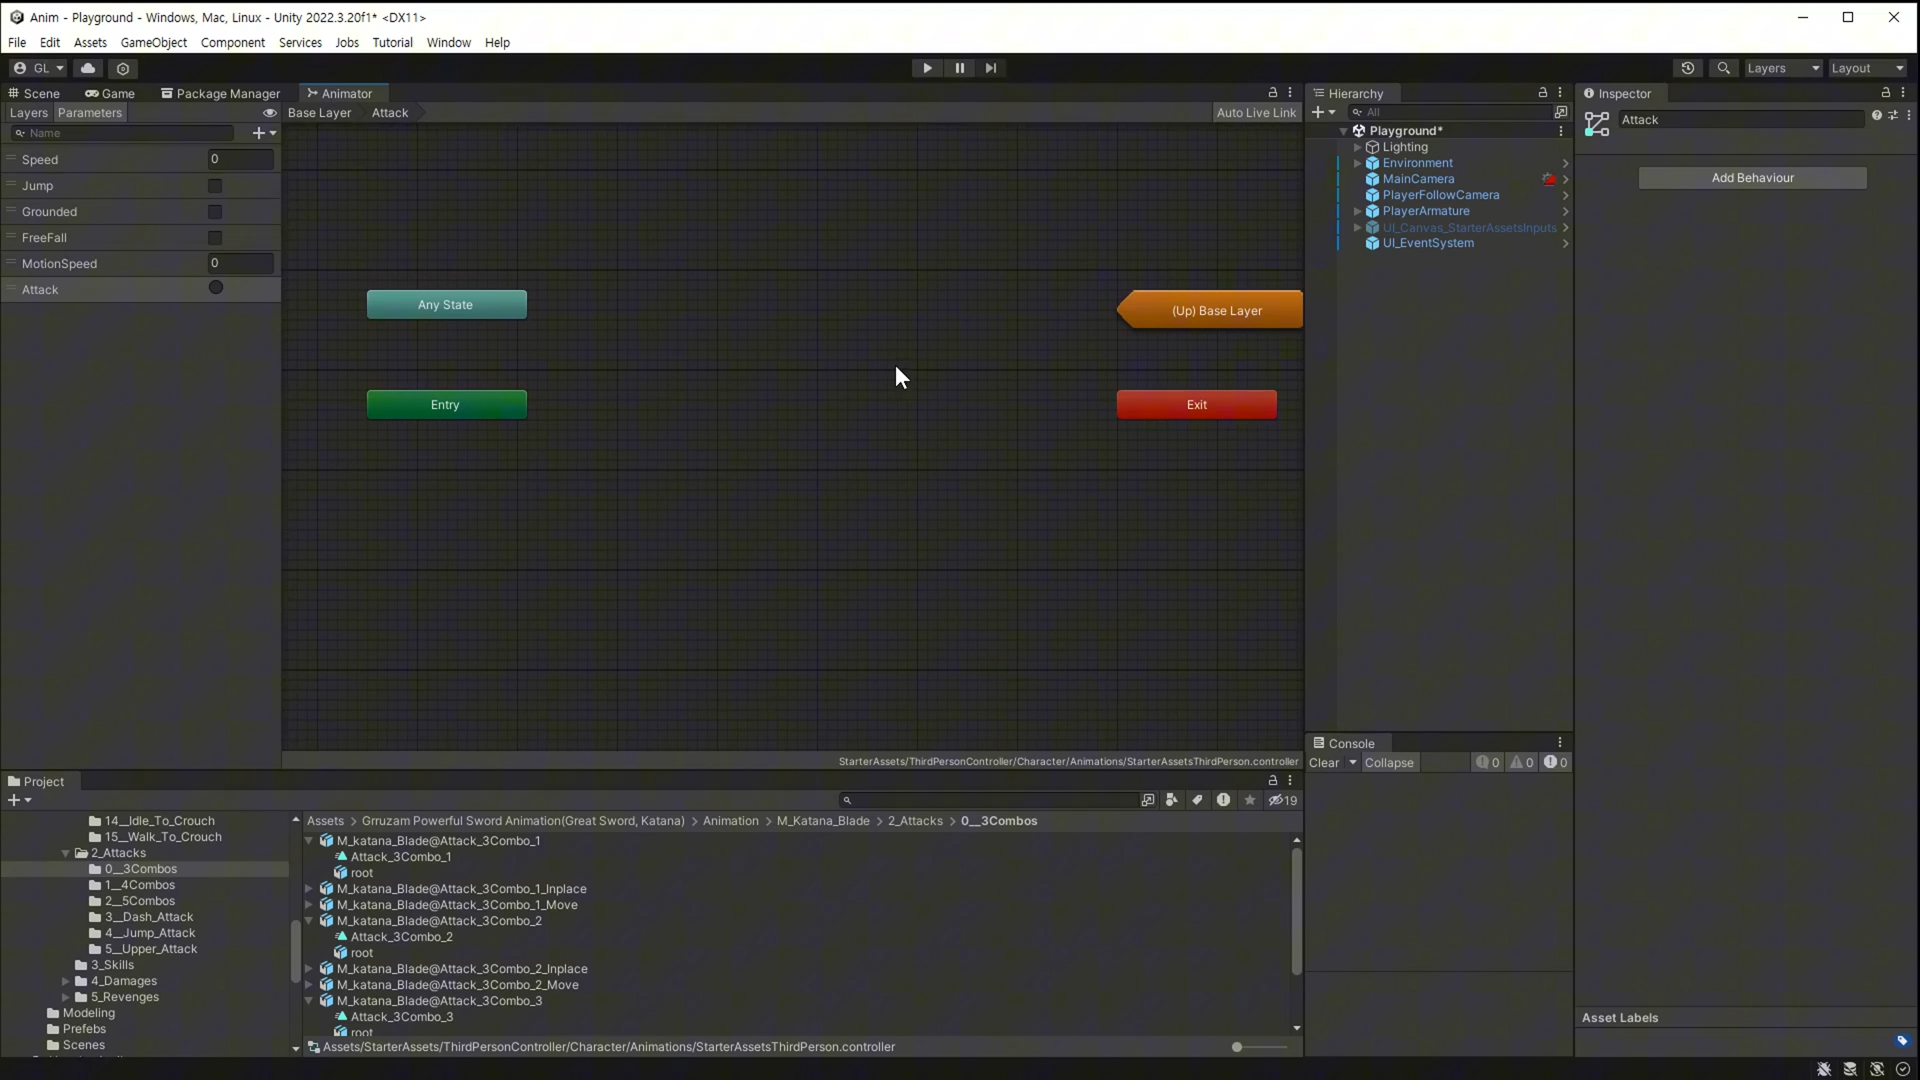 Anim - Playground - Windows, Mac, Linux - Unity 2022.3.20f1* <DX11>
File Edit Assets GameObject Component Services Jobs Tutorial Window Help
GL
Layers Layout
Scene Game Package Manager Animator
Layers Parameters
Base Layer Attack Auto Live Link
Name
Speed 0
Jump
Grounded
FreeFall
MotionSpeed 0
Attack
Any State
(Up) Base Layer
Entry
Exit
StarterAssets/ThirdPersonController/Character/Animations/StarterAssetsThirdPerson.controller
Hierarchy
All
Playground*
Lighting
Environment
MainCamera
PlayerFollowCamera
PlayerArmature
UI_Canvas_StarterAssetsInputs
UI_EventSystem
Inspector
Attack
Add Behaviour
Console
Clear Collapse 0 0 0
Project
19
14__Idle_To_Crouch
15__Walk_To_Crouch
2_Attacks
0__3Combos
1__4Combos
2__5Combos
3__Dash_Attack
4__Jump_Attack
5__Upper_Attack
3_Skills
4_Damages
5_Revenges
Modeling
Prefebs
Scenes
Assets > Grruzam Powerful Sword Animation(Great Sword, Katana) > Animation > M_Katana_Blade > 2_Attacks > 0__3Combos
M_katana_Blade@Attack_3Combo_1
Attack_3Combo_1
root
M_katana_Blade@Attack_3Combo_1_Inplace
M_katana_Blade@Attack_3Combo_1_Move
M_katana_Blade@Attack_3Combo_2
Attack_3Combo_2
root
M_katana_Blade@Attack_3Combo_2_Inplace
M_katana_Blade@Attack_3Combo_2_Move
M_katana_Blade@Attack_3Combo_3
Attack_3Combo_3
root
Assets/StarterAssets/ThirdPersonController/Character/Animations/StarterAssetsThirdPerson.controller
Asset Labels